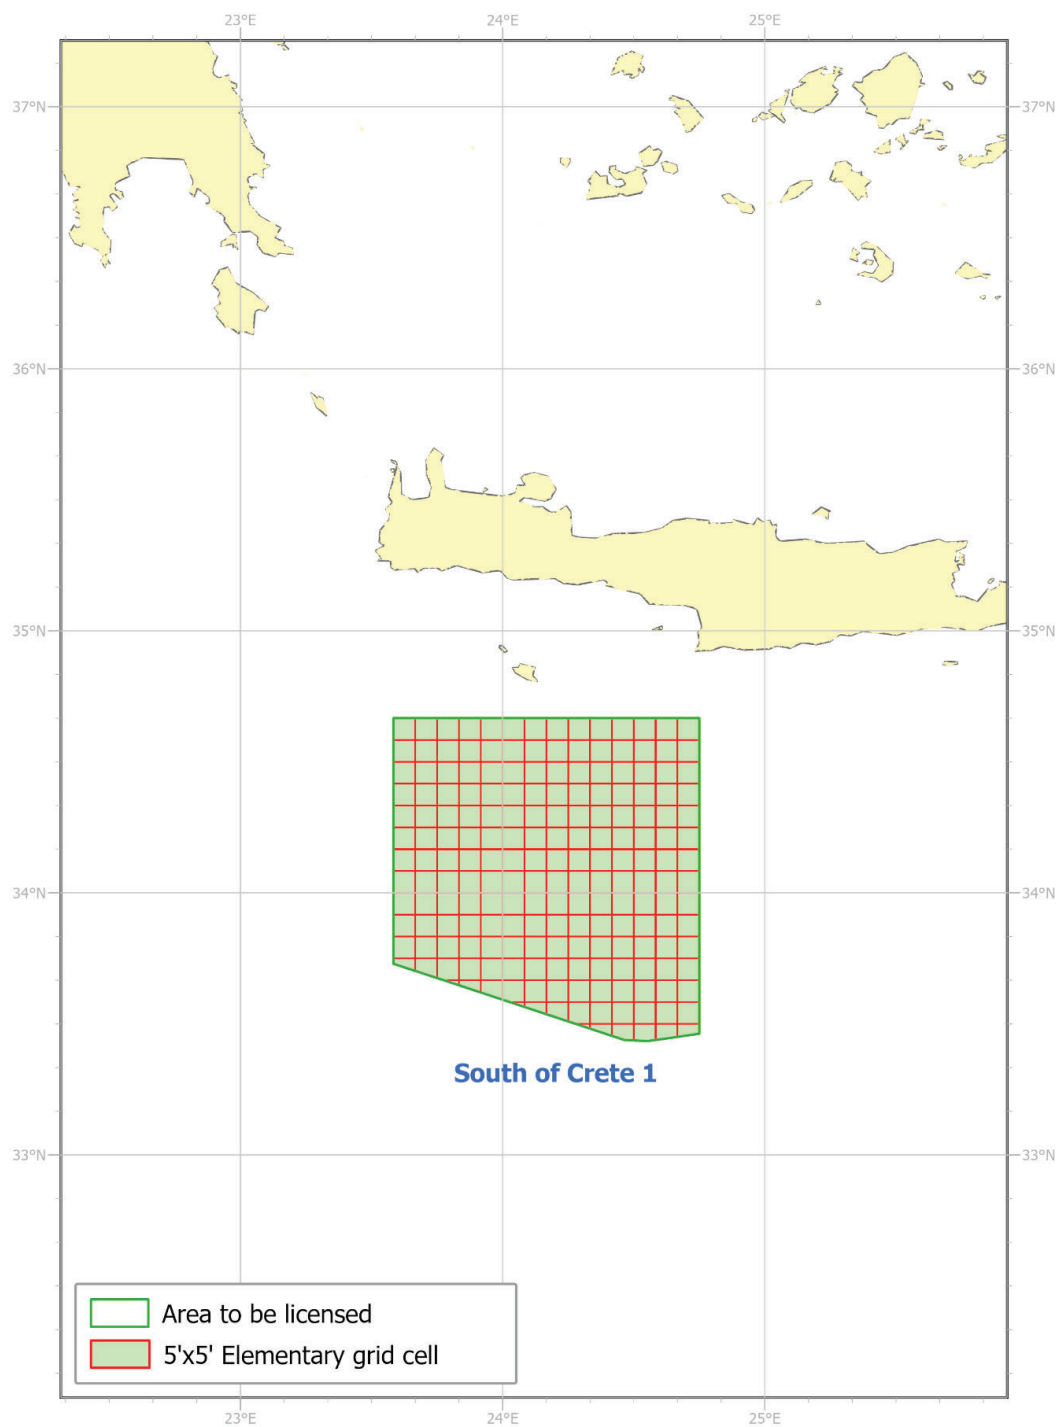 23°E 24°E 25°E
37°N 37°N
36°N 36°N
35°N 35°N
34°N 34°N
South of Crete 1
33°N 33°N
Area to be licensed
5'x5' Elementary grid cell
23°E 24°E 25°E